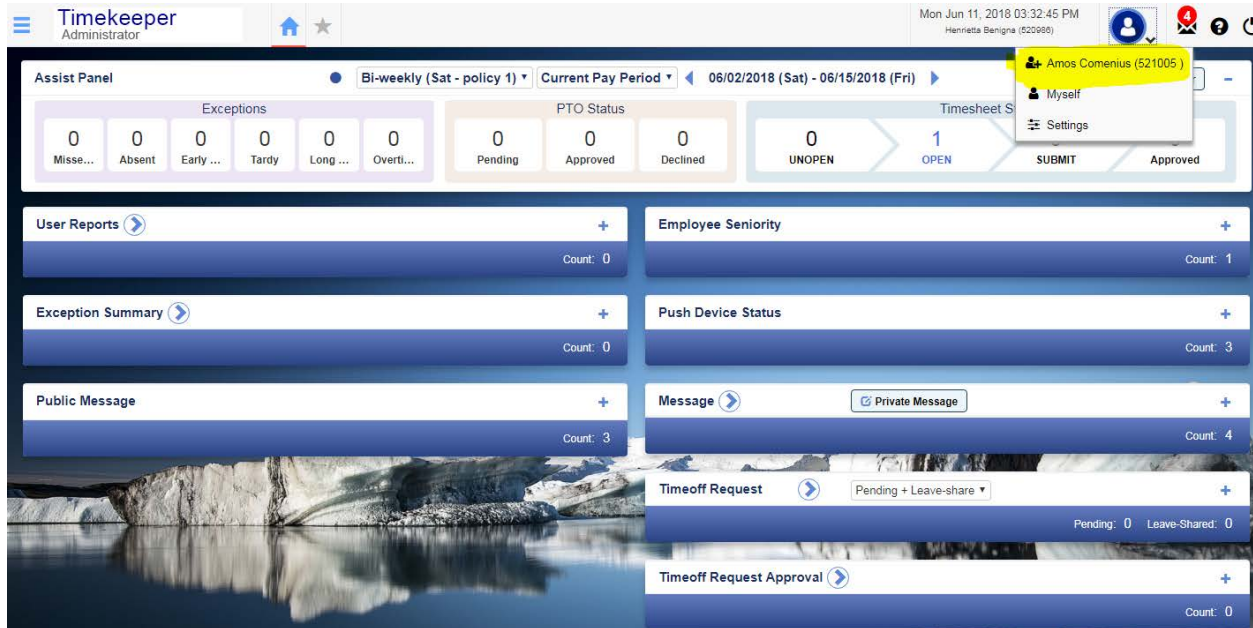 Timekeeper
Administrator
Mon Jun 11, 2018 03:32:45 PM
Henrietta Benigna (520986)
4
Amos Comenius (521005 )
Myself
Settings
Assist Panel
Bi-weekly (Sat - policy 1)
Current Pay Period
06/02/2018 (Sat) - 06/15/2018 (Fri)
Exceptions
0 0 0 0 0 0
Misse... Absent Early ... Tardy Long ... Overti...
PTO Status
0 0 0
Pending Approved Declined
Timesheet S
0 1
UNOPEN OPEN SUBMIT Approved
User Reports
Count: 0
Employee Seniority
Count: 1
Exception Summary
Count: 0
Push Device Status
Count: 3
Public Message
Count: 3
Message
Private Message
Count: 4
Timeoff Request
Pending + Leave-share
Pending: 0 Leave-Shared: 0
Timeoff Request Approval
Count: 0